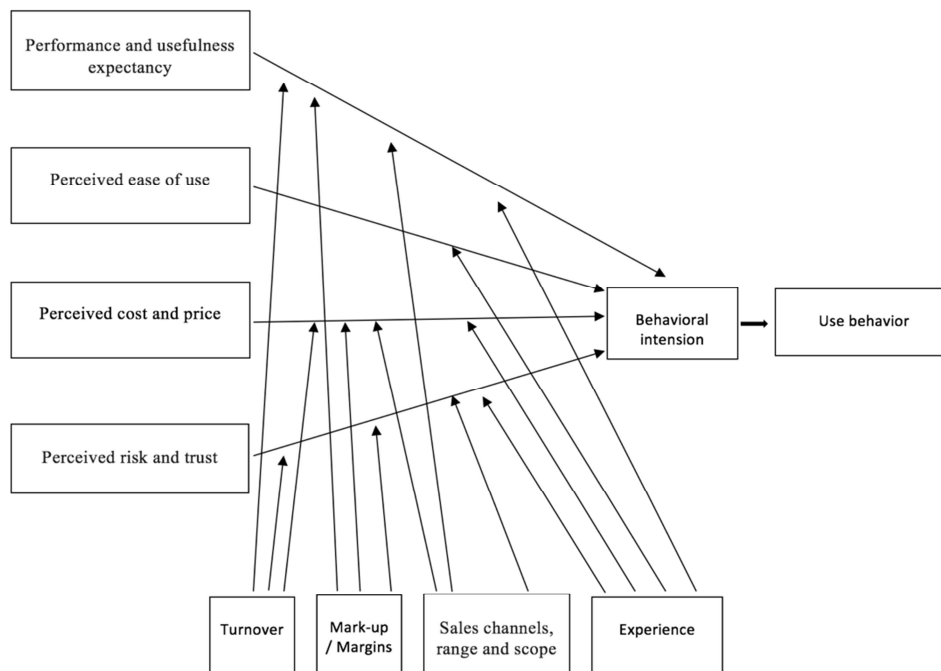 Performance and usefulness
expectancy
Perceived ease of use
Perceived cost and price
Behavioral
intension
Use behavior
Perceived risk and trust
Turnover
Mark-up
/ Margins
Sales channels,
range and scope
Experience